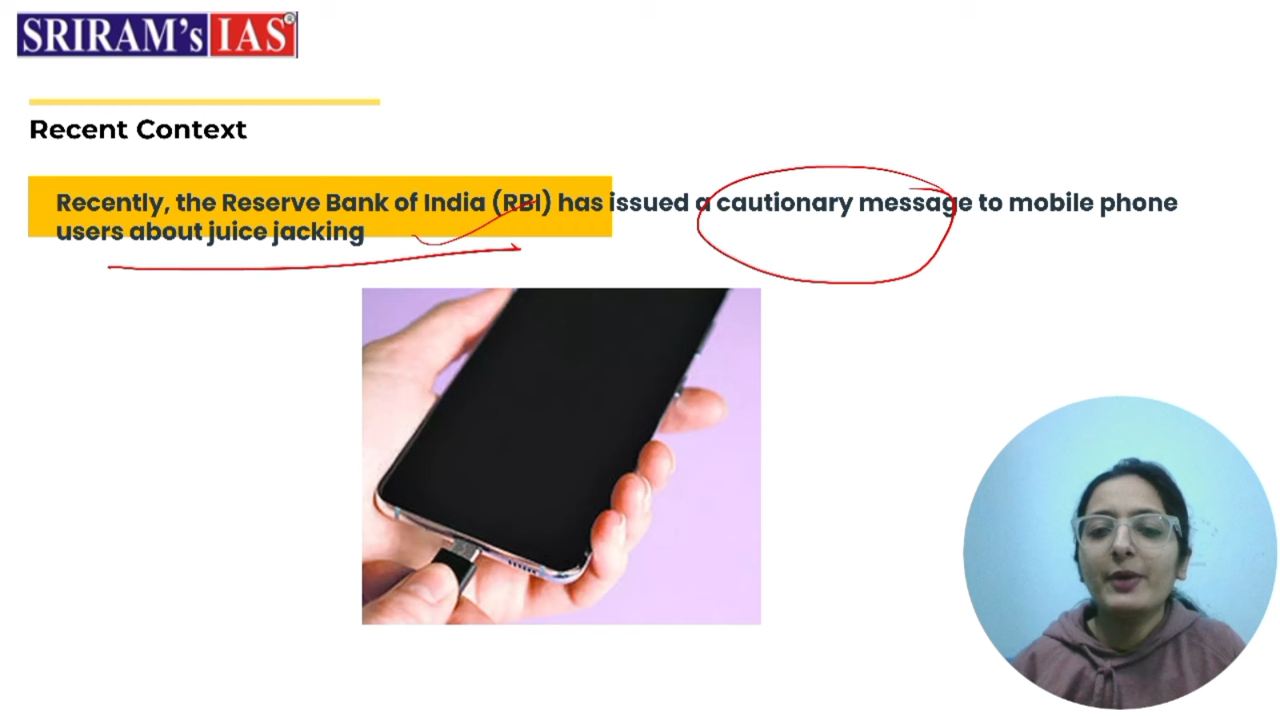 SRIRAM's IAS®
Recent Context
Recently, the Reserve Bank of India (RBI) has issued a cautionary message to mobile phone
users about juice jacking